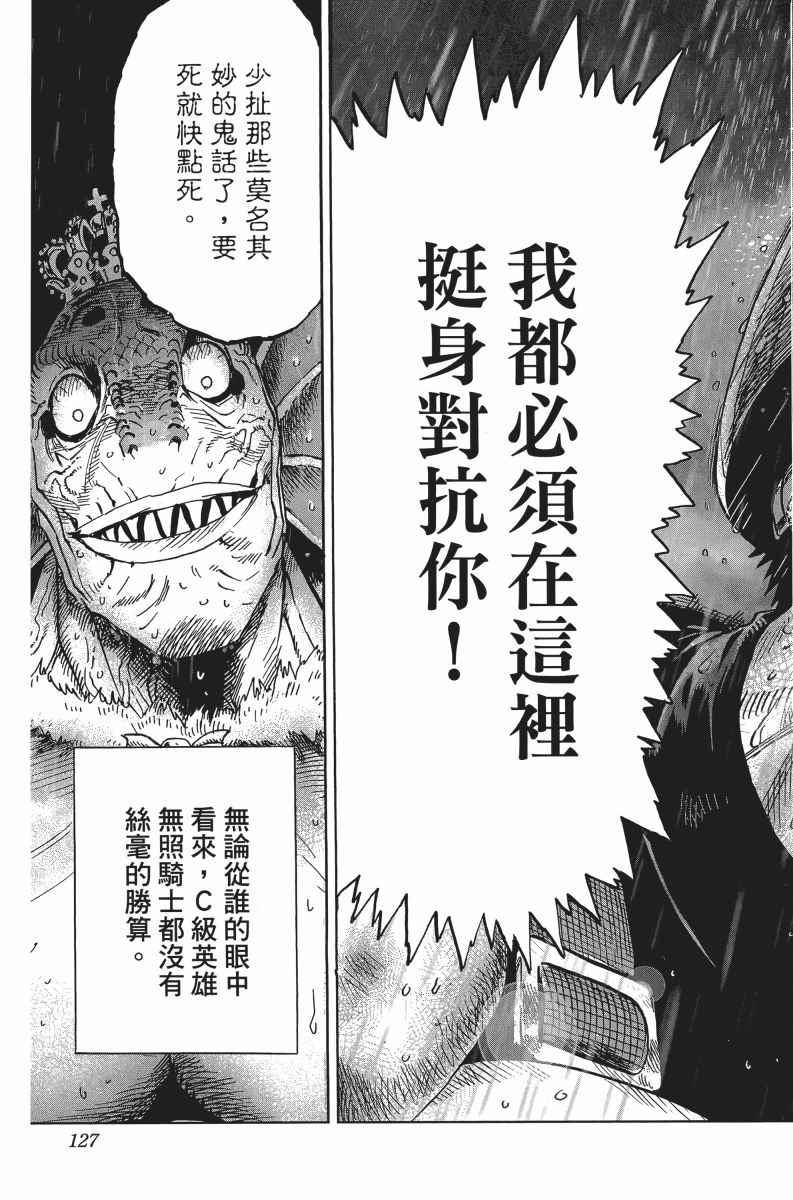 我都必須在這裡
挺身對抗你！
少扯那些莫名其
妙的鬼話了，要
死就快點死。
無論從誰的眼中
看來，C級英雄
無照騎士都沒有
絲毫的勝算。
127